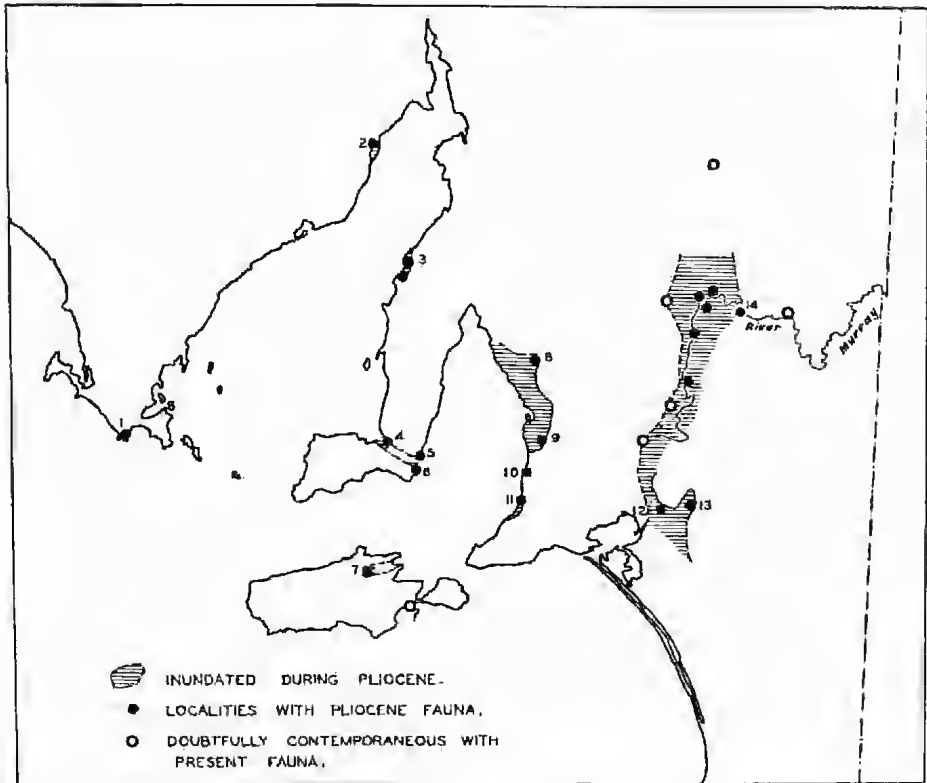 2
3
14
River
Murray
8
9
1
4
5
6
10
11
12
13
7
INUNDATED DURING PLIOCENE.
LOCALITIES WITH PLIOCENE FAUNA.
DOUBTFULLY CONTEMPORANEOUS WITH
PRESENT FAUNA.